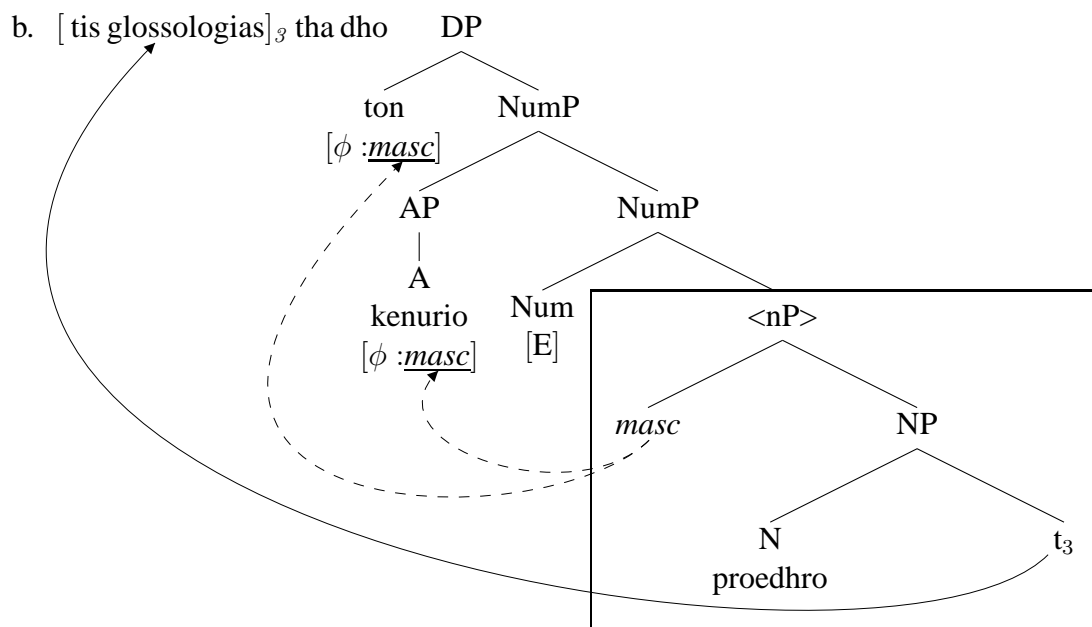 b. [ tis glossologias]₃ tha dho DP
ton NumP
[ϕ :masc]
AP NumP
A Num <nP>
kenurio [E]
[ϕ :masc]
masc NP
N t₃
proedhro